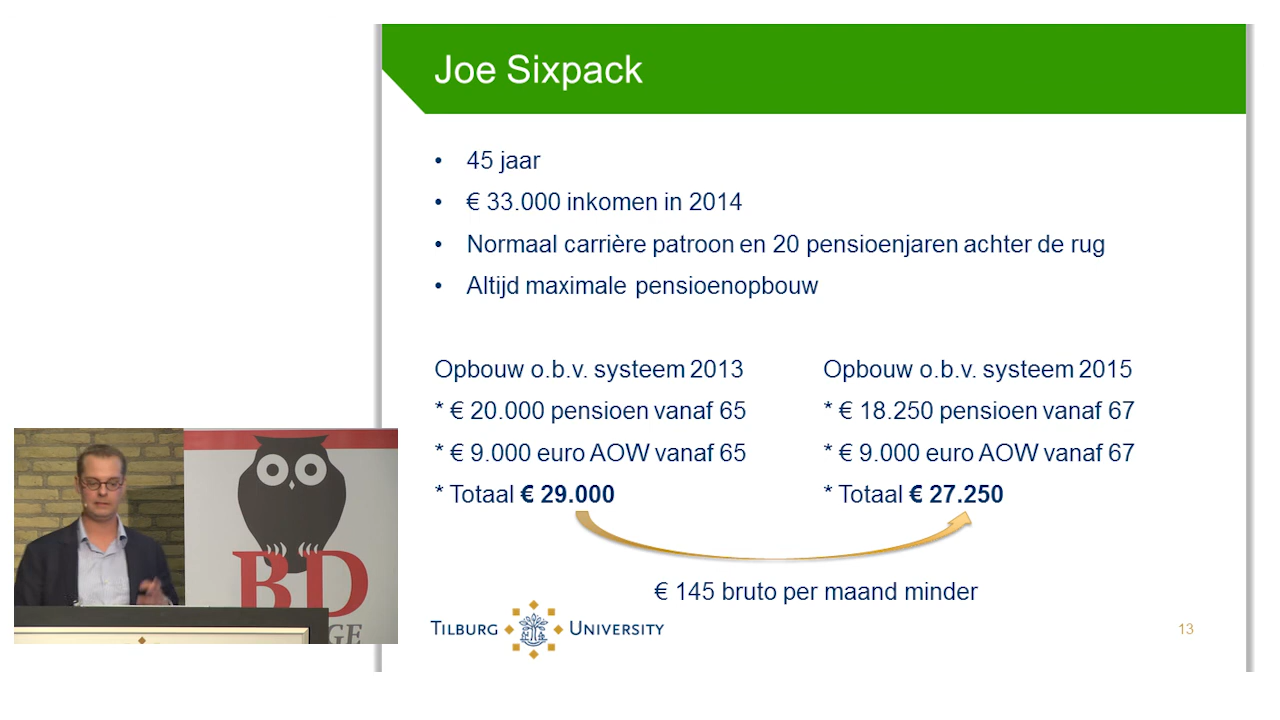 Joe Sixpack
• 45 jaar
• € 33.000 inkomen in 2014
• Normaal carrière patroon en 20 pensioenjaren achter de rug
• Altijd maximale pensioenopbouw
Opbouw o.b.v. systeem 2013
* € 20.000 pensioen vanaf 65
* € 9.000 euro AOW vanaf 65
* Totaal € 29.000
Opbouw o.b.v. systeem 2015
* € 18.250 pensioen vanaf 67
* € 9.000 euro AOW vanaf 67
* Totaal € 27.250
€ 145 bruto per maand minder
TILBURG UNIVERSITY
13
BD